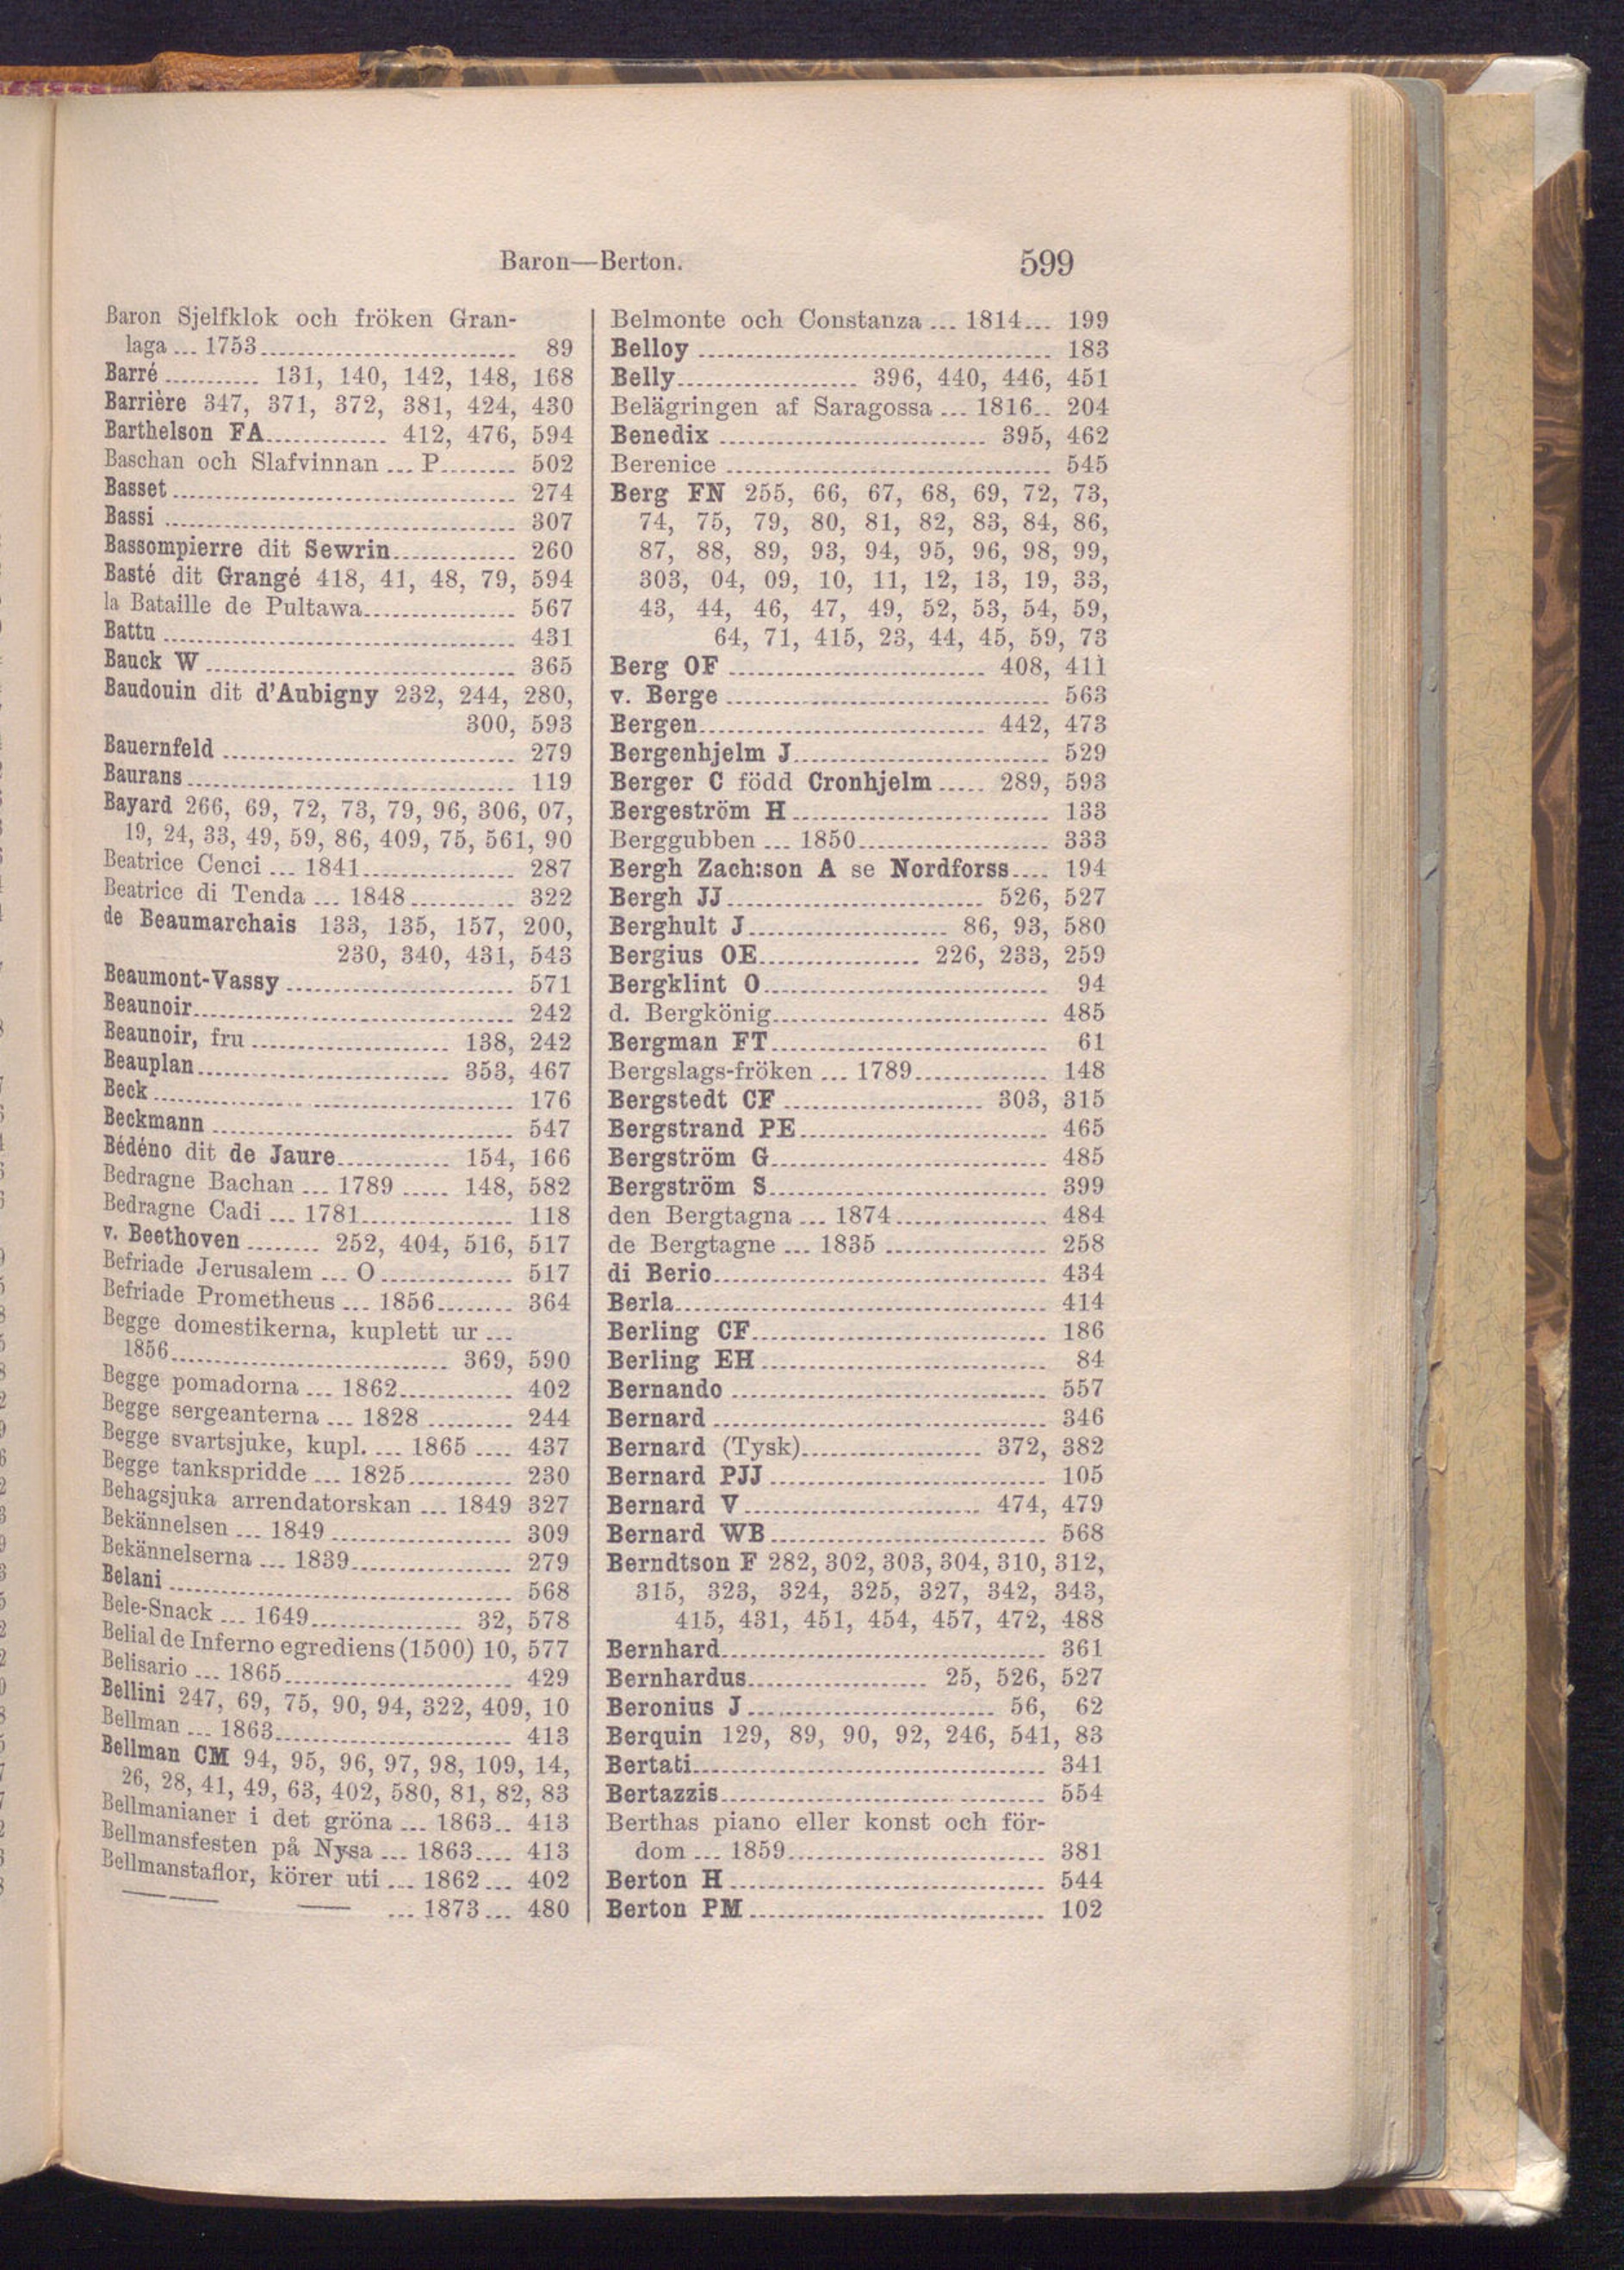 Baron—Berton. 599
Baron Sjelfklok och fröken Gran-
laga ... 1753 89
Barré 131, 140, 142, 148, 168
Barrière 347, 371, 372, 381, 424, 430
Barthelson FA 412, 476, 594
Baschan och Slafvinnan ... P 502
Basset 274
Bassi 307
Bassompierre dit Sewrin 260
Basté dit Grangé 418, 41, 48, 79, 594
la Bataille de Pultawa 567
Battu 431
Bauck W 365
Baudouin dit d'Aubigny 232, 244, 280,
300, 593
Bauernfeld 279
Baurans 119
Bayard 266, 69, 72, 73, 79, 96, 306, 07,
19, 24, 33, 49, 59, 86, 409, 75, 561, 90
Beatrice Cenci ... 1841 287
Beatrice di Tenda ... 1848 322
de Beaumarchais 133, 135, 157, 200,
230, 340, 431, 543
Beaumont-Vassy 571
Beaunoir 242
Beaunoir, fru 138, 242
Beauplan 353, 467
Beck 176
Beckmann 547
Bédéno dit de Jaure 154, 166
Bedragne Bachan ... 1789 148, 582
Bedragne Cadi ... 1781 118
v. Beethoven 252, 404, 516, 517
Befriade Jerusalem ... O 517
Befriade Prometheus ... 1856 364
Begge domestikerna, kuplett ur ...
1856 369, 590
Begge pomadorna ... 1862 402
Begge sergeanterna ... 1828 244
Begge svartsjuke, kupl. ... 1865 437
Begge tankspridde ... 1825 230
Behagsjuka arrendatorskan ... 1849 327
Bekännelsen ... 1849 309
Bekännelserna ... 1839 279
Belani 568
Bele-Snack ... 1649 32, 578
Belial de Inferno egrediens (1500) 10, 577
Belisario ... 1865 429
Bellini 247, 69, 75, 90, 94, 322, 409, 10
Bellman ... 1863 413
Bellman CM 94, 95, 96, 97, 98, 109, 14,
26, 28, 41, 49, 63, 402, 580, 81, 82, 83
Bellmanianer i det gröna ... 1863 413
Bellmansfesten på Nysa ... 1863 413
Bellmanstaflor, körer uti ... 1862 ... 402
—— —— ... 1873 ... 480
Belmonte och Constanza ... 1814 ... 199
Belloy 183
Belly 396, 440, 446, 451
Belägringen af Saragossa ... 1816 204
Benedix 395, 462
Berenice 545
Berg FN 255, 66, 67, 68, 69, 72, 73,
74, 75, 79, 80, 81, 82, 83, 84, 86,
87, 88, 89, 93, 94, 95, 96, 98, 99,
303, 04, 09, 10, 11, 12, 13, 19, 33,
43, 44, 46, 47, 49, 52, 53, 54, 59,
64, 71, 415, 23, 44, 45, 59, 73
Berg OF 408, 411
v. Berge 563
Bergen 442, 473
Bergenhjelm J 529
Berger C född Cronhjelm 289, 593
Bergeström H 133
Berggubben ... 1850 333
Bergh Zach:son A se Nordforss 194
Bergh JJ 526, 527
Berghult J 86, 93, 580
Bergius OE 226, 233, 259
Bergklint O 94
d. Bergkönig 485
Bergman FT 61
Bergslags-fröken ... 1789 148
Bergstedt CF 303, 315
Bergstrand PE 465
Bergström G 485
Bergström S 399
den Bergtagna ... 1874 484
de Bergtagne ... 1835 258
di Berio 434
Berla 414
Berling CF 186
Berling EH 84
Bernando 557
Bernard 346
Bernard (Tysk) 372, 382
Bernard PJJ 105
Bernard V 474, 479
Bernard WB 568
Berndtson F 282, 302, 303, 304, 310, 312,
315, 323, 324, 325, 327, 342, 343,
415, 431, 451, 454, 457, 472, 488
Bernhard 361
Bernhardus 25, 526, 527
Beronius J 56, 62
Berquin 129, 89, 90, 92, 246, 541, 83
Bertati 341
Bertazzis 554
Berthas piano eller konst och för-
dom ... 1859 381
Berton H 544
Berton PM 102